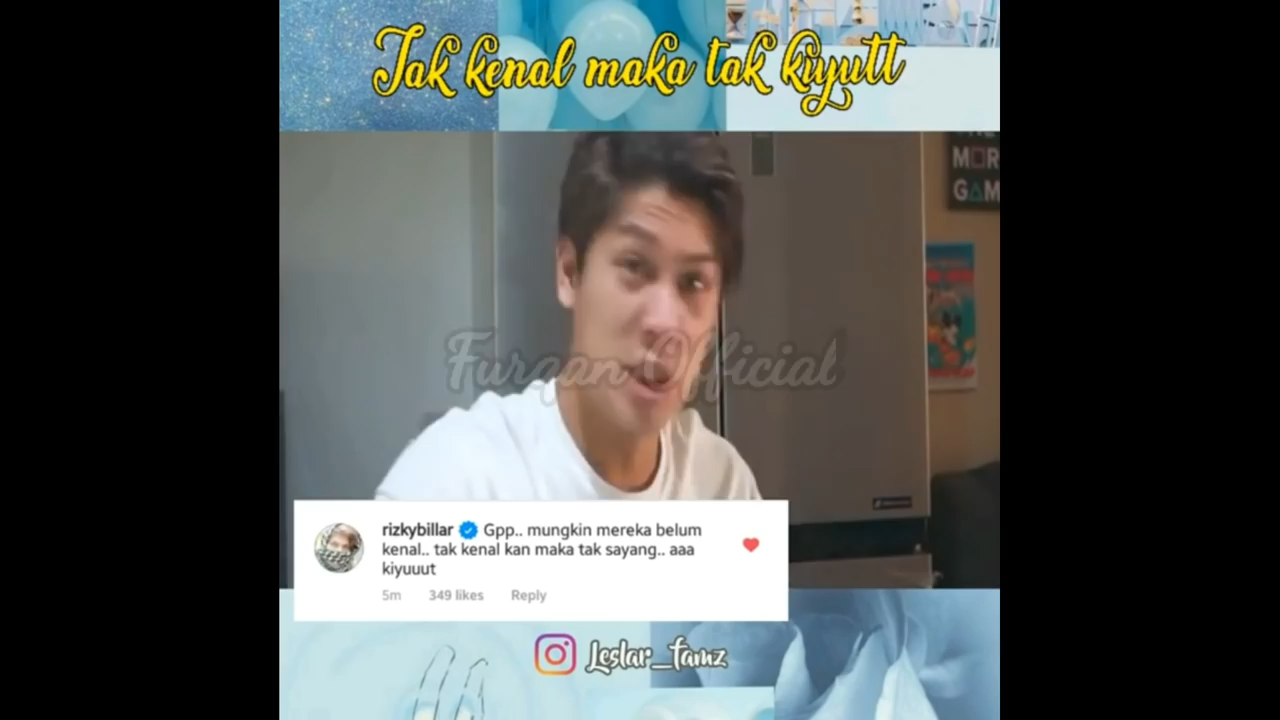 Tak kenal maka tak kiyutt
Furqan Official
rizkybillar Gpp.. mungkin mereka belum
kenal.. tak kenal kan maka tak sayang.. aaa
kiyuuut
5m 349 likes Reply
Leslar_famz